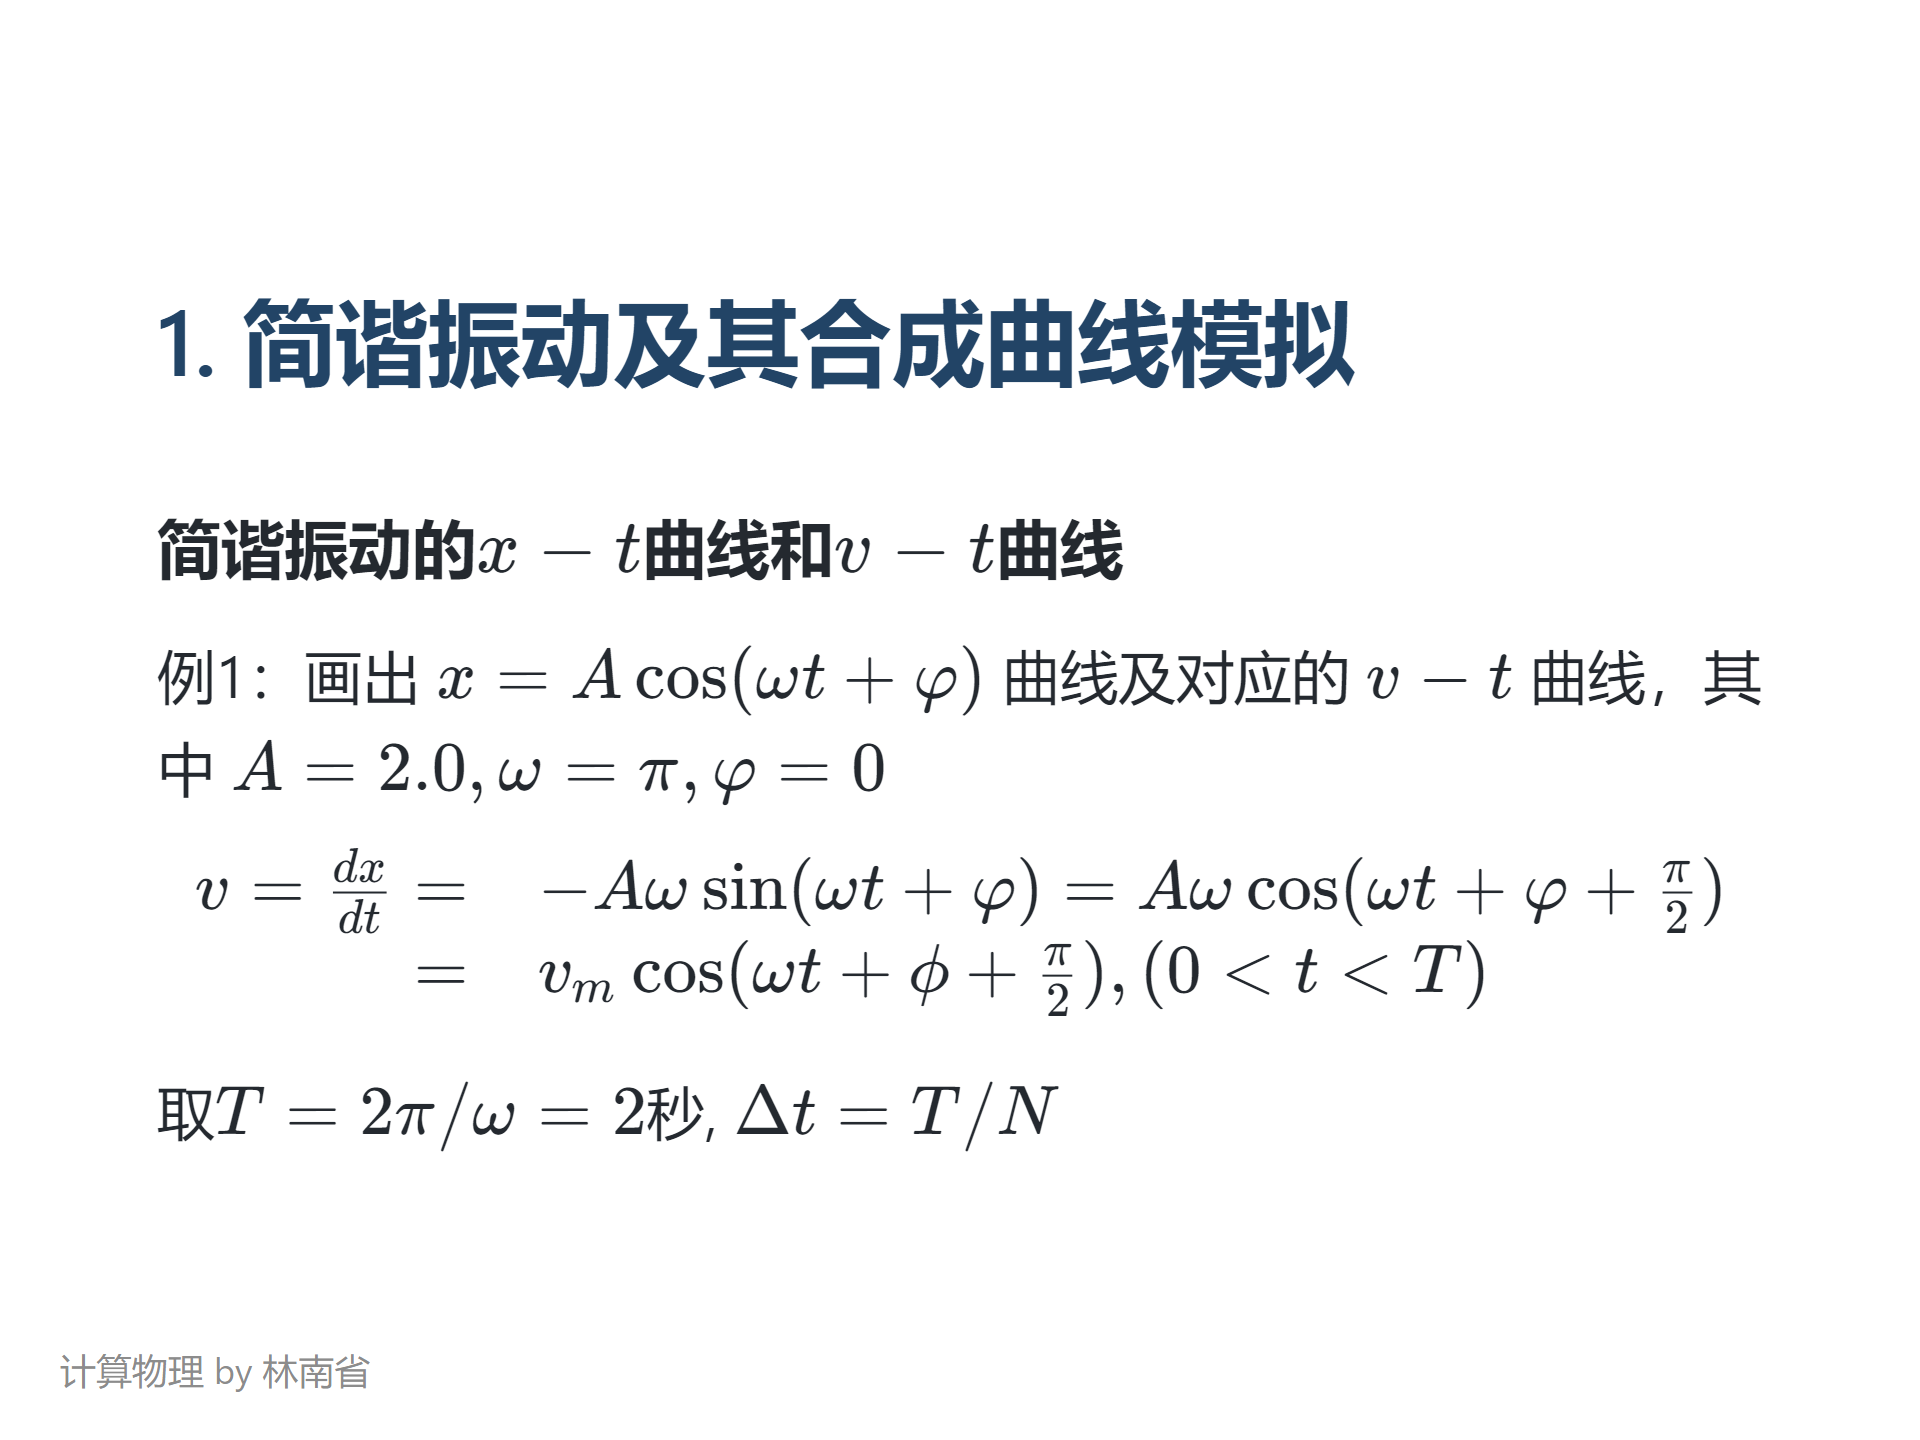 1. 简谐振动及其合成曲线模拟
简谐振动的x − t曲线和v − t曲线
例1：画出 x = A cos(ωt + φ) 曲线及对应的 v − t 曲线，其
中 A = 2.0, ω = π, φ = 0
v = dx/dt = −Aω sin(ωt + φ) = Aω cos(ωt + φ + π/2)
= v_m cos(ωt + ϕ + π/2), (0 < t < T)
取T = 2π/ω = 2秒, Δt = T/N
计算物理 by 林南省